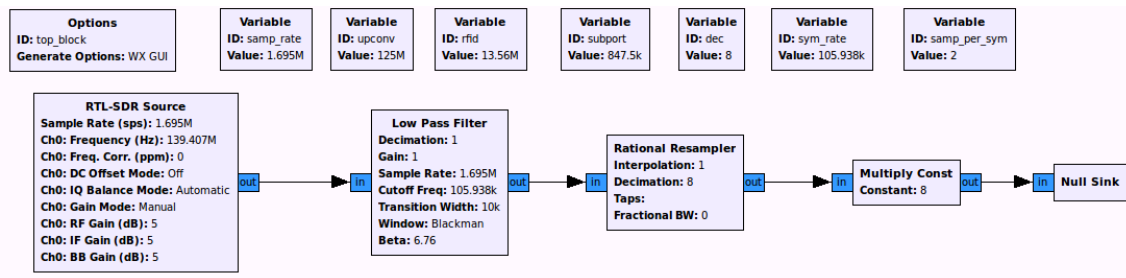 Options
ID: top_block
Generate Options: WX GUI
Variable
ID: samp_rate
Value: 1.695M
Variable
ID: upconv
Value: 125M
Variable
ID: rfid
Value: 13.56M
Variable
ID: subport
Value: 847.5k
Variable
ID: dec
Value: 8
Variable
ID: sym_rate
Value: 105.938k
Variable
ID: samp_per_sym
Value: 2
RTL-SDR Source
Sample Rate (sps): 1.695M
Ch0: Frequency (Hz): 139.407M
Ch0: Freq. Corr. (ppm): 0
Ch0: DC Offset Mode: Off
Ch0: IQ Balance Mode: Automatic
Ch0: Gain Mode: Manual
Ch0: RF Gain (dB): 5
Ch0: IF Gain (dB): 5
Ch0: BB Gain (dB): 5
out
in
Low Pass Filter
Decimation: 1
Gain: 1
Sample Rate: 1.695M
Cutoff Freq: 105.938k
Transition Width: 10k
Window: Blackman
Beta: 6.76
out
in
Rational Resampler
Interpolation: 1
Decimation: 8
Taps:
Fractional BW: 0
out
in
Multiply Const
Constant: 8
out
in
Null Sink